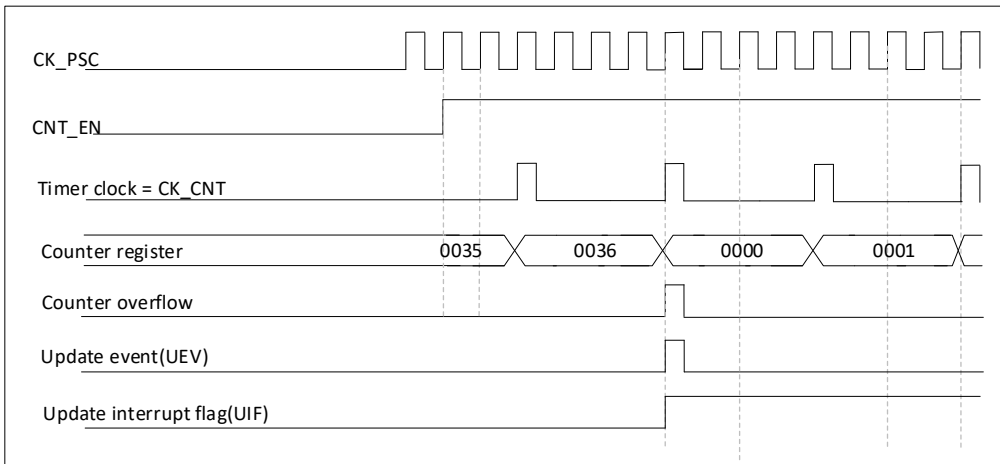 CK_PSC
CNT_EN
Timer clock = CK_CNT
Counter register 0035 0036 0000 0001
Counter overflow
Update event(UEV)
Update interrupt flag(UIF)